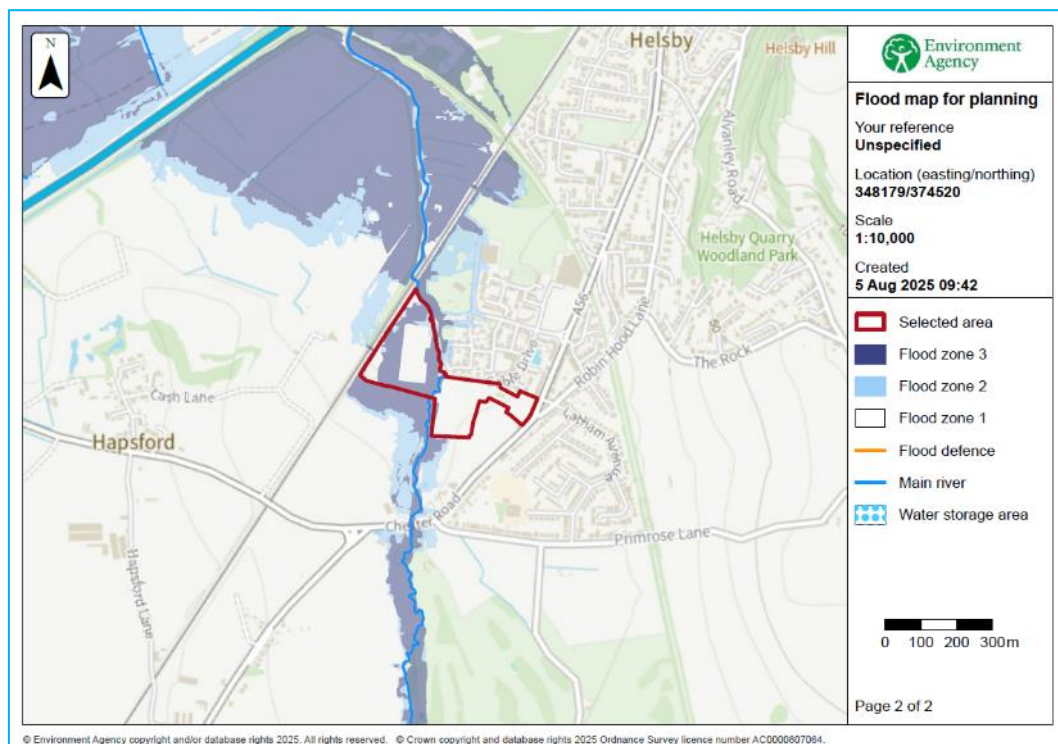 N
Helsby
Helsby Hill
Alvanley Road
Helsby Quarry
Woodland Park
A56
Robin Hood Lane
The Rock
Latham Avenue
Cash Lane
Hapsford
Chester Road
Primrose Lane
Hapsford Lane
Environment
Agency
Flood map for planning
Your reference
Unspecified
Location (easting/northing)
348179/374520
Scale
1:10,000
Created
5 Aug 2025 09:42
Selected area
Flood zone 3
Flood zone 2
Flood zone 1
Flood defence
Main river
Water storage area
0 100 200 300m
Page 2 of 2
© Environment Agency copyright and/or database rights 2025. All rights reserved. © Crown copyright and database rights 2025 Ordnance Survey licence number AC0000807064.